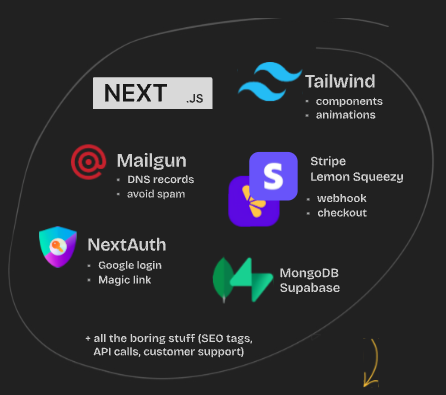 NEXT .JS
Tailwind
components
animations
Mailgun
DNS records
avoid spam
S
Stripe
Lemon Squeezy
webhook
checkout
NextAuth
Google login
Magic link
MongoDB
Supabase
+ all the boring stuff (SEO tags,
API calls, customer support)